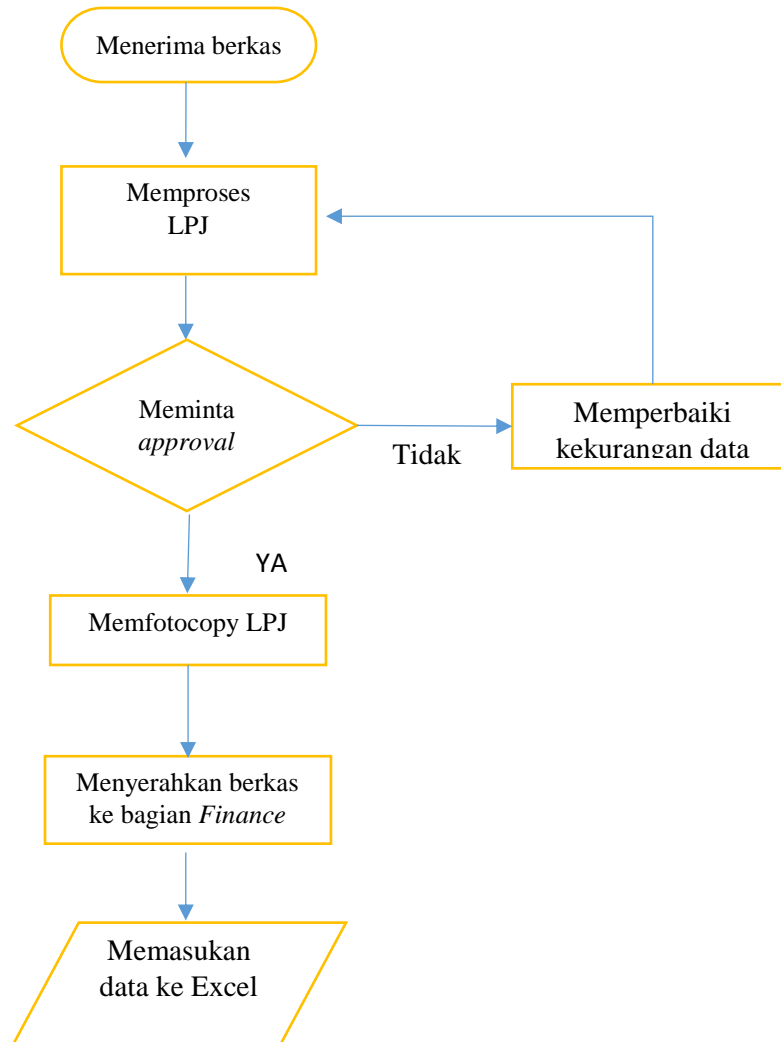 Menerima berkas
Memproses
LPJ
Meminta
approval
Tidak
Memperbaiki
kekurangan data
YA
Memfotocopy LPJ
Menyerahkan berkas
ke bagian Finance
Memasukan
data ke Excel